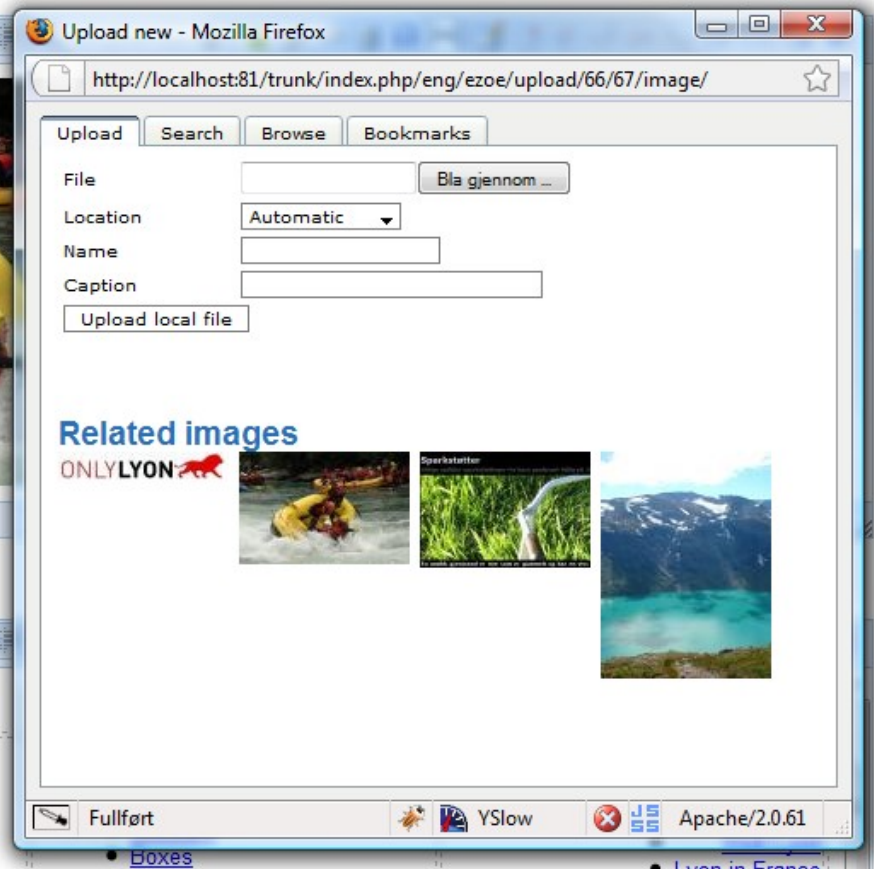 Upload new - Mozilla Firefox
http://localhost:81/trunk/index.php/eng/ezoe/upload/66/67/image/
Upload Search Browse Bookmarks
File Bla gjennom ...
Location Automatic
Name
Caption
Upload local file
Related images
ONLYLYON
Sparkstøtter
Fullført YSlow JS SS Apache/2.0.61
Boxes
Lyon in France